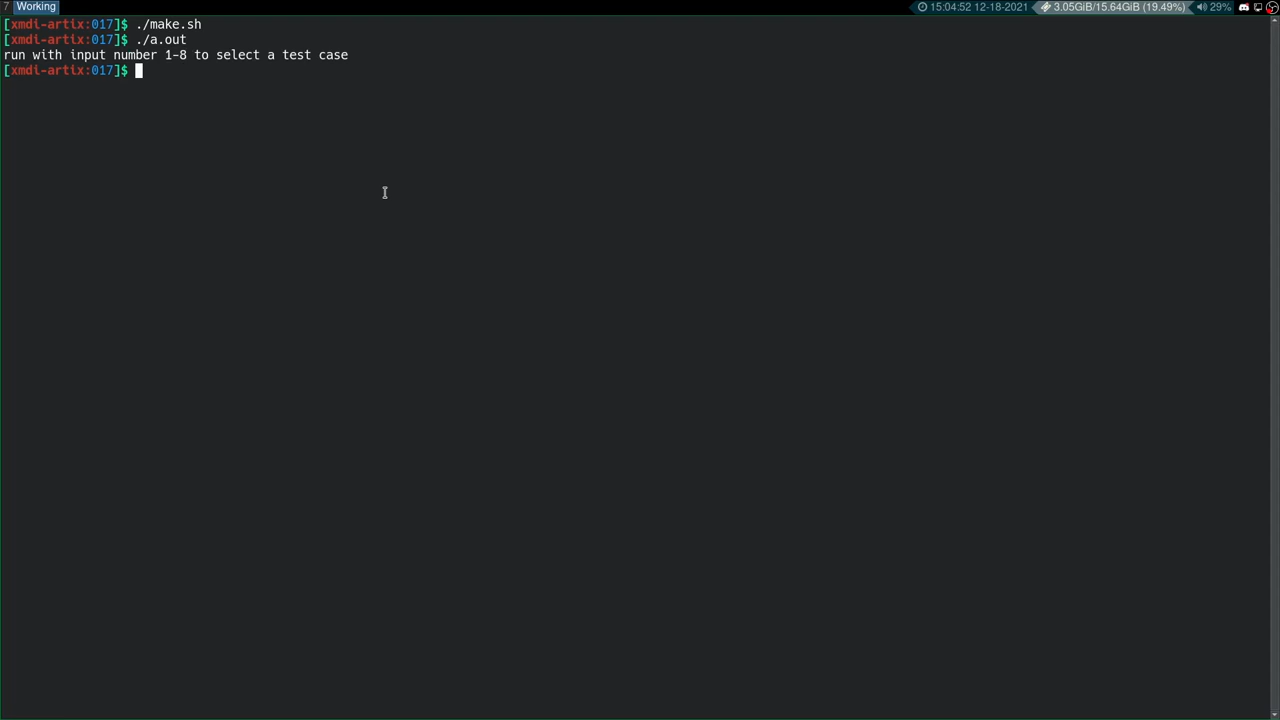 7 Working 15:04:52 12-18-2021 3.05GiB/15.64GiB (19.49%) 29%
[xmdi-artix:017]$ ./make.sh
[xmdi-artix:017]$ ./a.out
run with input number 1-8 to select a test case
[xmdi-artix:017]$